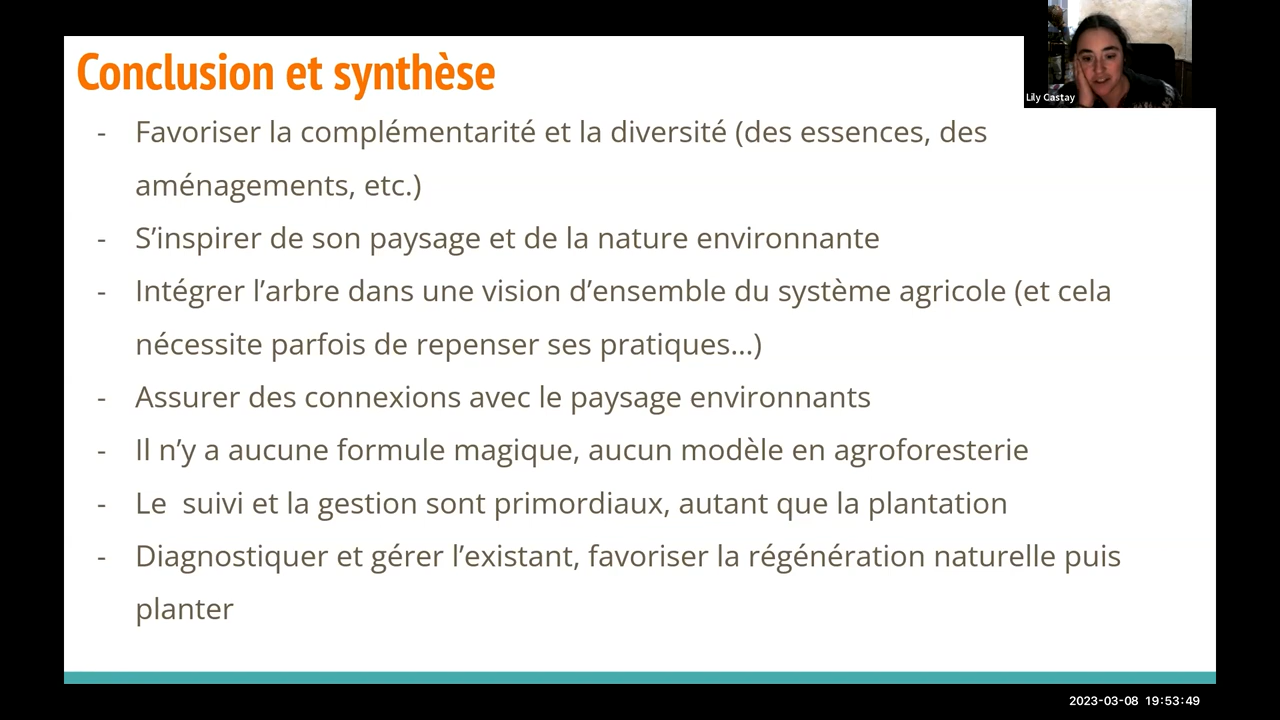 Conclusion et synthèse
Lily Castay
- Favoriser la complémentarité et la diversité (des essences, des
aménagements, etc.)
- S’inspirer de son paysage et de la nature environnante
- Intégrer l’arbre dans une vision d’ensemble du système agricole (et cela
nécessite parfois de repenser ses pratiques...)
- Assurer des connexions avec le paysage environnants
- Il n’y a aucune formule magique, aucun modèle en agroforesterie
- Le  suivi et la gestion sont primordiaux, autant que la plantation
- Diagnostiquer et gérer l’existant, favoriser la régénération naturelle puis
planter
2023-03-08 19:53:49